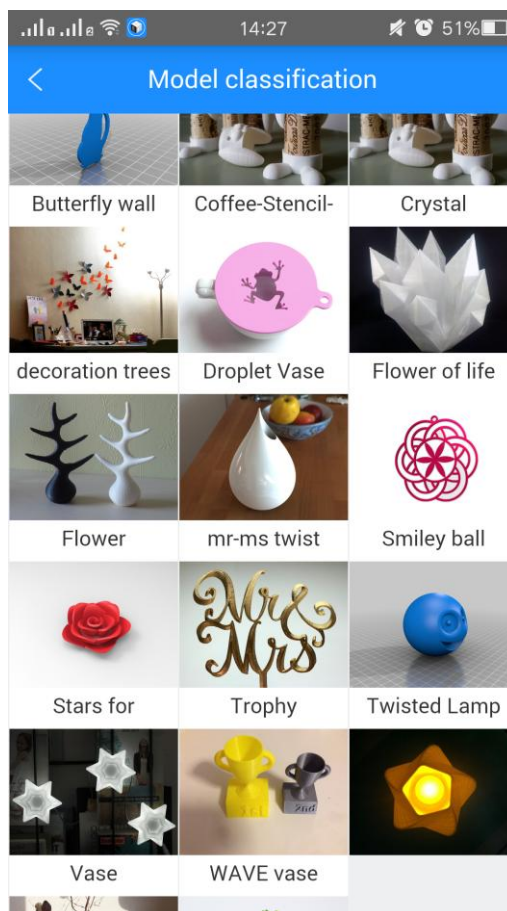 14:27
51%
Model classification
Butterfly wall
Coffee-Stencil-
Crystal
decoration trees
Droplet Vase
Flower of life
Flower
mr-ms twist
Smiley ball
Mr &
Mrs
Stars for
Trophy
Twisted Lamp
Vase
WAVE vase